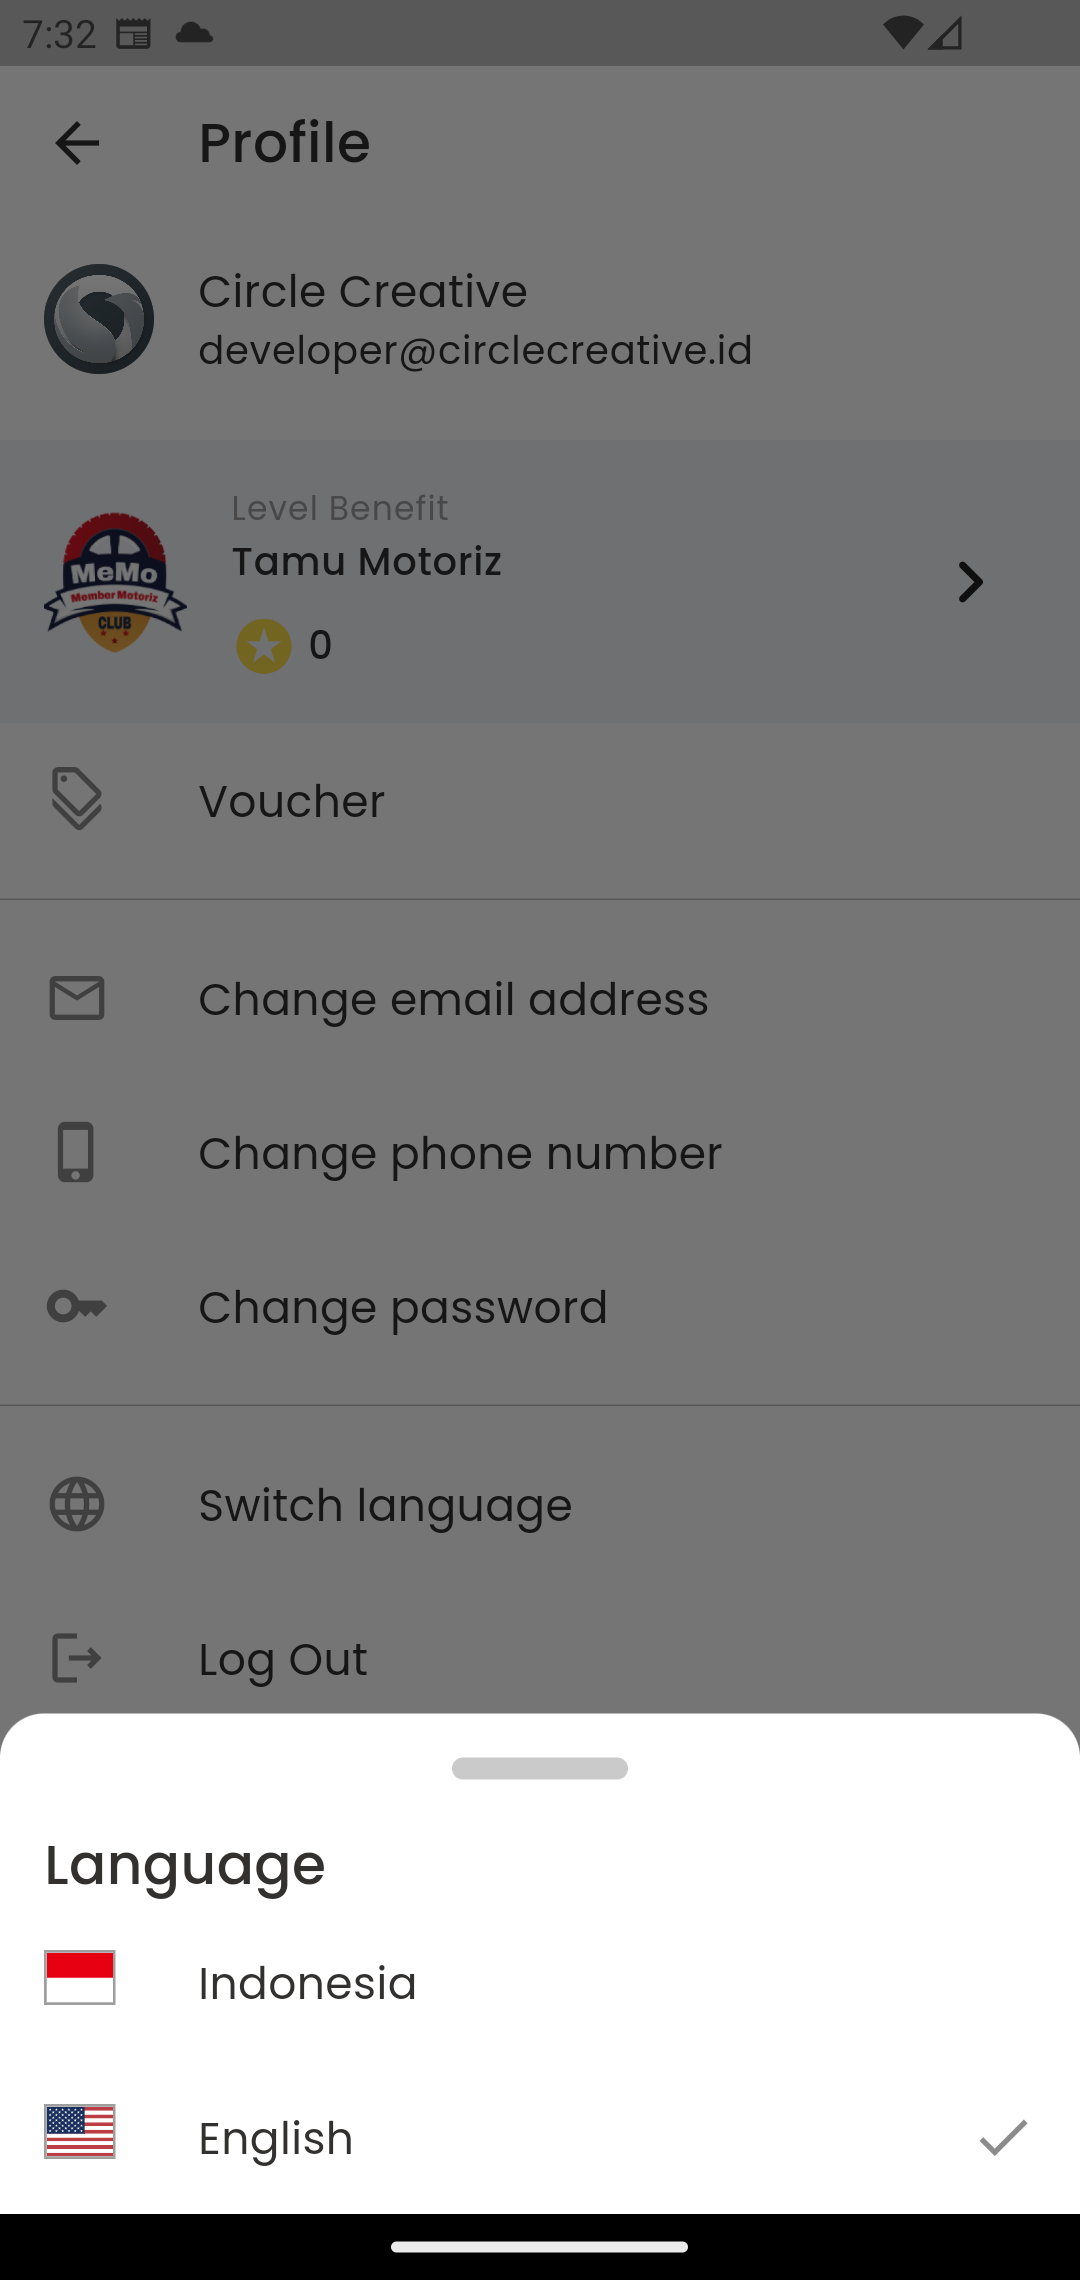 7:32
Profile
Circle Creative
developer@circlecreative.id
Level Benefit
Tamu Motoriz
MeMo
Member Motoriz
CLUB
0
Voucher
Change email address
Change phone number
Change password
Switch language
Log Out
Language
Indonesia
English